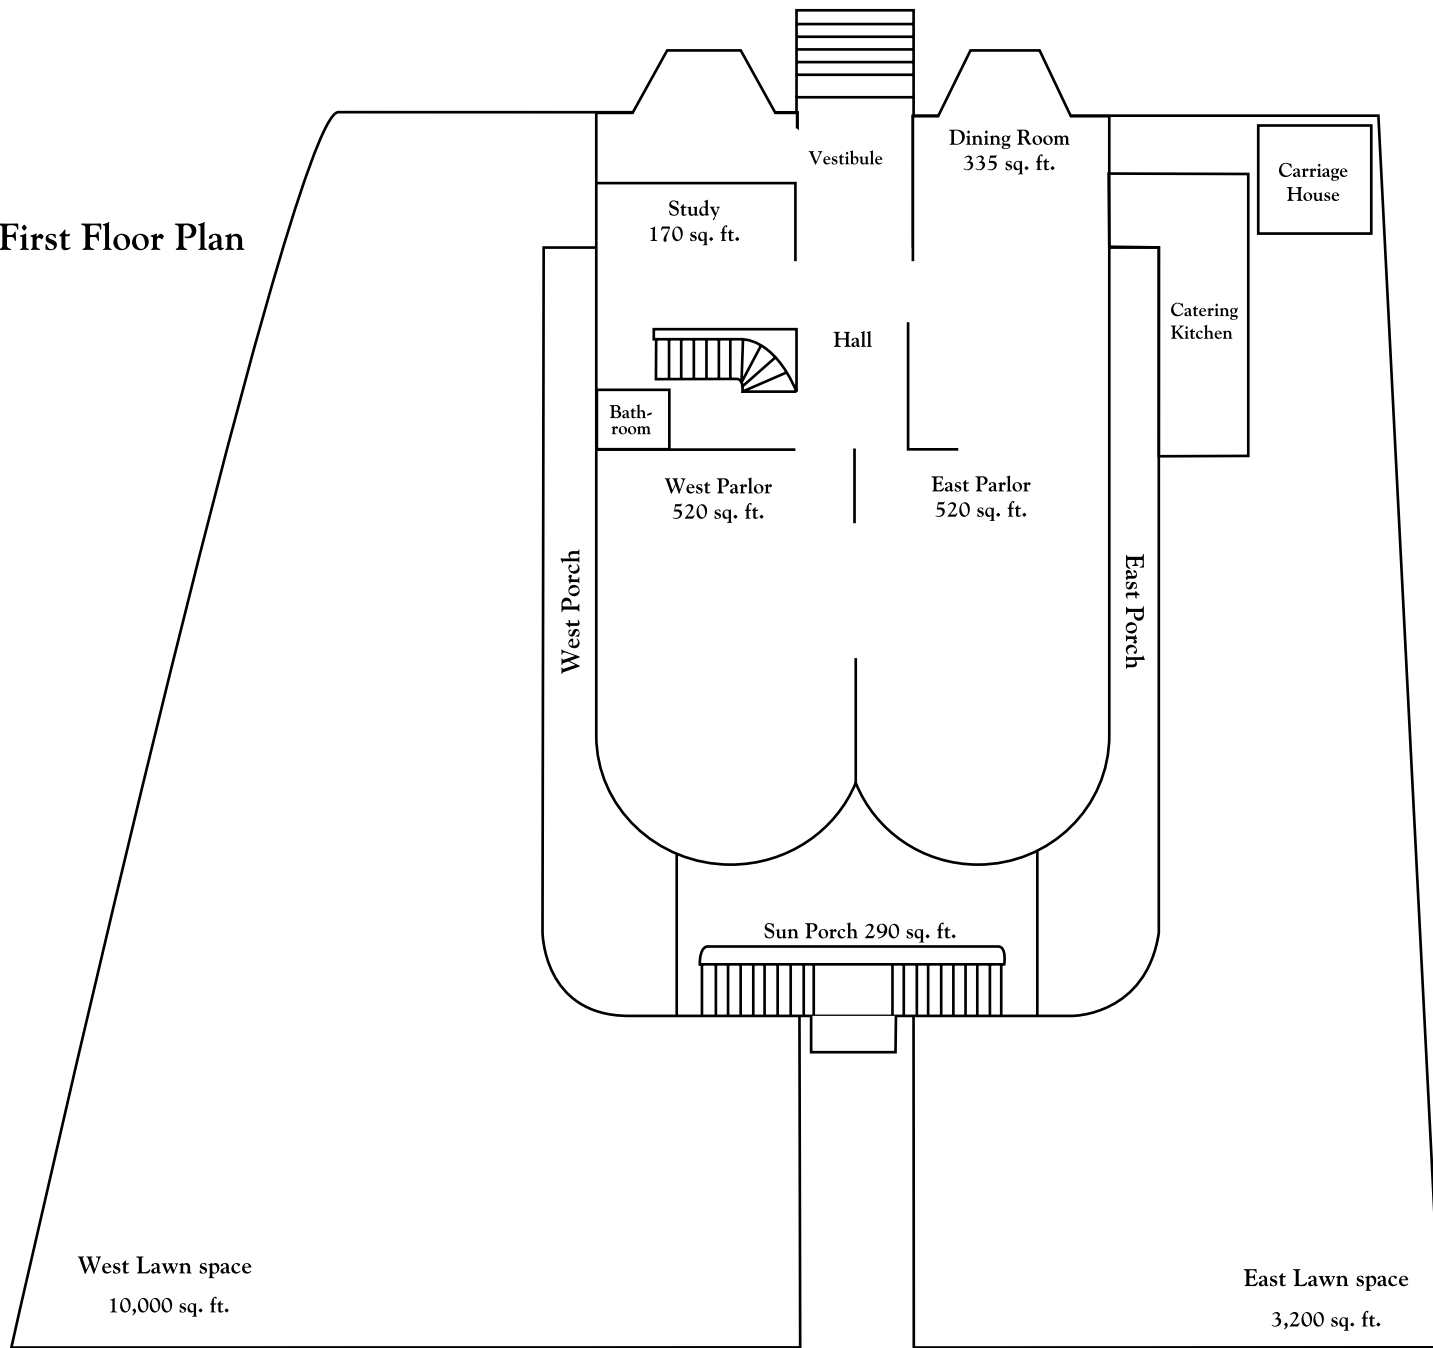 Vestibule
Dining Room
335 sq. ft.
Carriage
House
Study
170 sq. ft.
First Floor Plan
Catering
Kitchen
Hall
Bath-
room
West Parlor
520 sq. ft.
East Parlor
520 sq. ft.
West Porch
East Porch
Sun Porch 290 sq. ft.
West Lawn space
10,000 sq. ft.
East Lawn space
3,200 sq. ft.